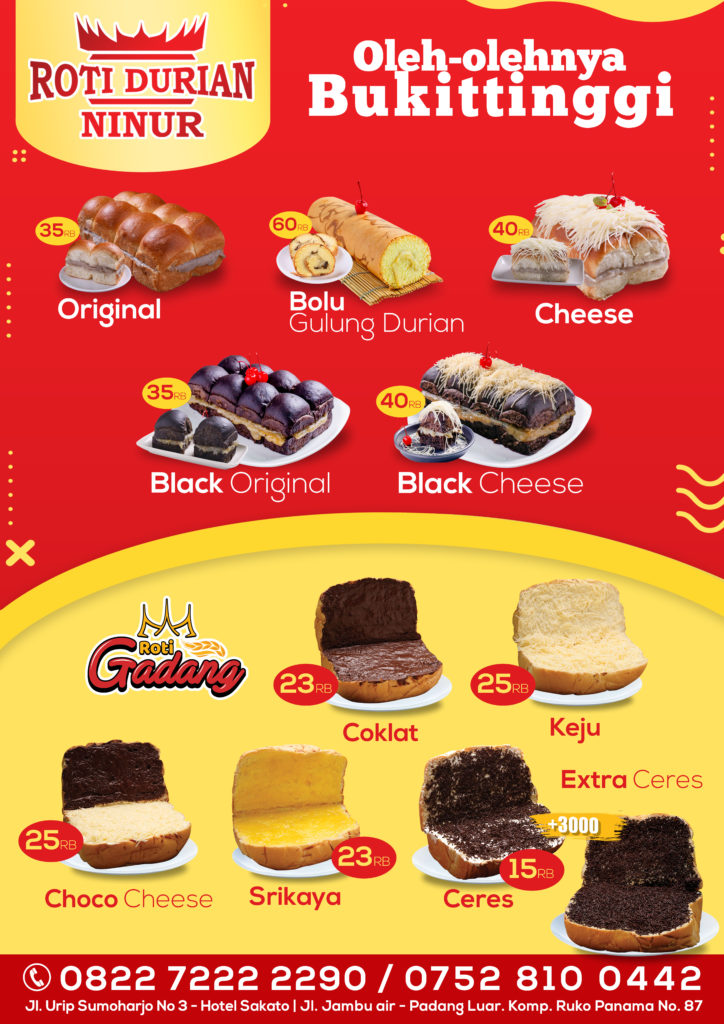 ROTI DURIAN
NINUR
Oleh-olehnya
Bukittinggi
35RB
Original
60RB
Bolu
Gulung Durian
40RB
Cheese
35RB
Black Original
40RB
Black Cheese
Roti
Gadang
23RB
Coklat
25RB
Keju
25RB
Choco Cheese
23RB
Srikaya
15RB
Ceres
Extra Ceres
+3000
0822 7222 2290 / 0752 810 0442
Jl. Urip Sumoharjo No 3 - Hotel Sakato | Jl. Jambu air - Padang Luar. Komp. Ruko Panama No. 87